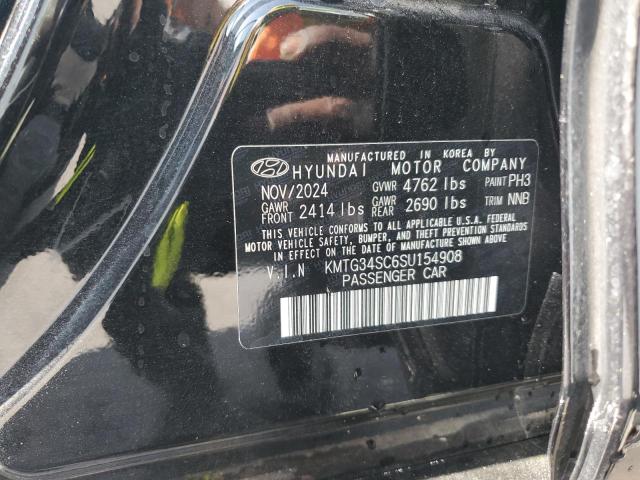 MANUFACTURED IN KOREA BY
HYUNDAI MOTOR COMPANY
NOV/2024 GVWR 4762 lbs PAINT PH3
GAWR FRONT 2414 lbs GAWR REAR 2690 lbs TRIM NNB
THIS VEHICLE CONFORMS TO ALL APPLICABLE U.S.A. FEDERAL
MOTOR VEHICLE SAFETY, BUMPER, AND THEFT PREVENTION
STANDARDS IN EFFECT ON THE DATE OF MANUFACTURE
SHOWN ABOVE.
V.I.N KMTG34SC6SU154908
PASSENGER CAR